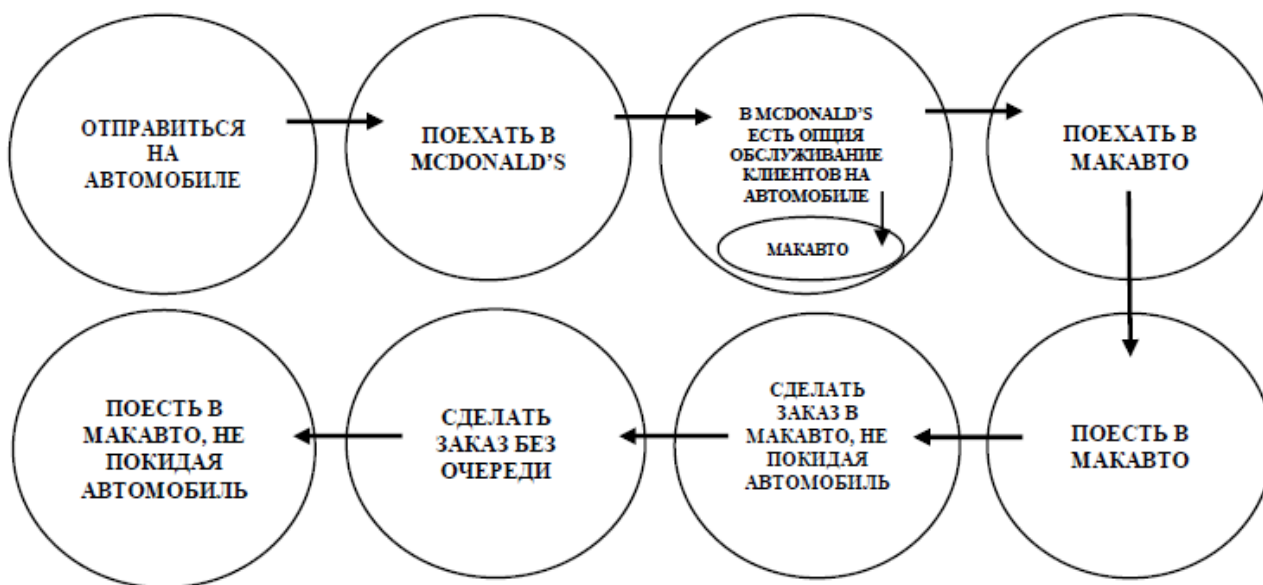 ОТПРАВИТЬСЯ
НА
АВТОМОБИЛЕ
ПОЕХАТЬ В
MCDONALD’S
В MCDONALD’S
ЕСТЬ ОПЦИЯ
ОБСЛУЖИВАНИЕ
КЛИЕНТОВ НА
АВТОМОБИЛЕ
МАКАВТО
ПОЕХАТЬ В
МАКАВТО
ПОЕСТЬ В
МАКАВТО
СДЕЛАТЬ
ЗАКАЗ В
МАКАВТО, НЕ
ПОКИДАЯ
АВТОМОБИЛЬ
СДЕЛАТЬ
ЗАКАЗ БЕЗ
ОЧЕРЕДИ
ПОЕСТЬ В
МАКАВТО, НЕ
ПОКИДАЯ
АВТОМОБИЛЬ